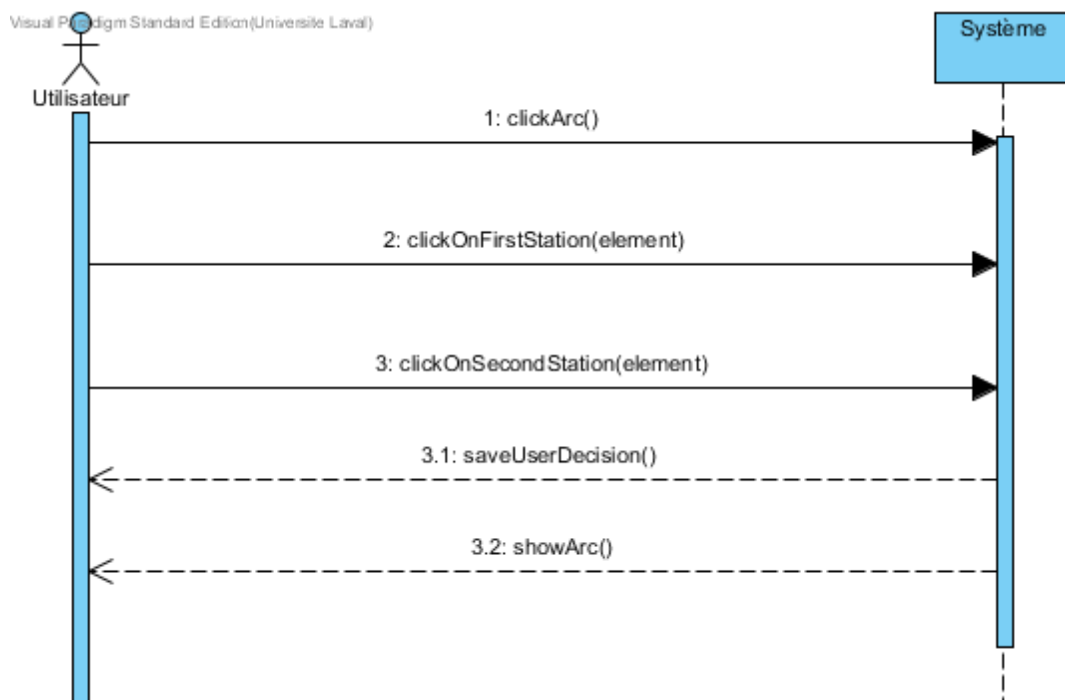 Visual Paradigm Standard Edition(Universite Laval)
Système
Utilisateur
1: clickArc()
2: clickOnFirstStation(element)
3: clickOnSecondStation(element)
3.1: saveUserDecision()
3.2: showArc()